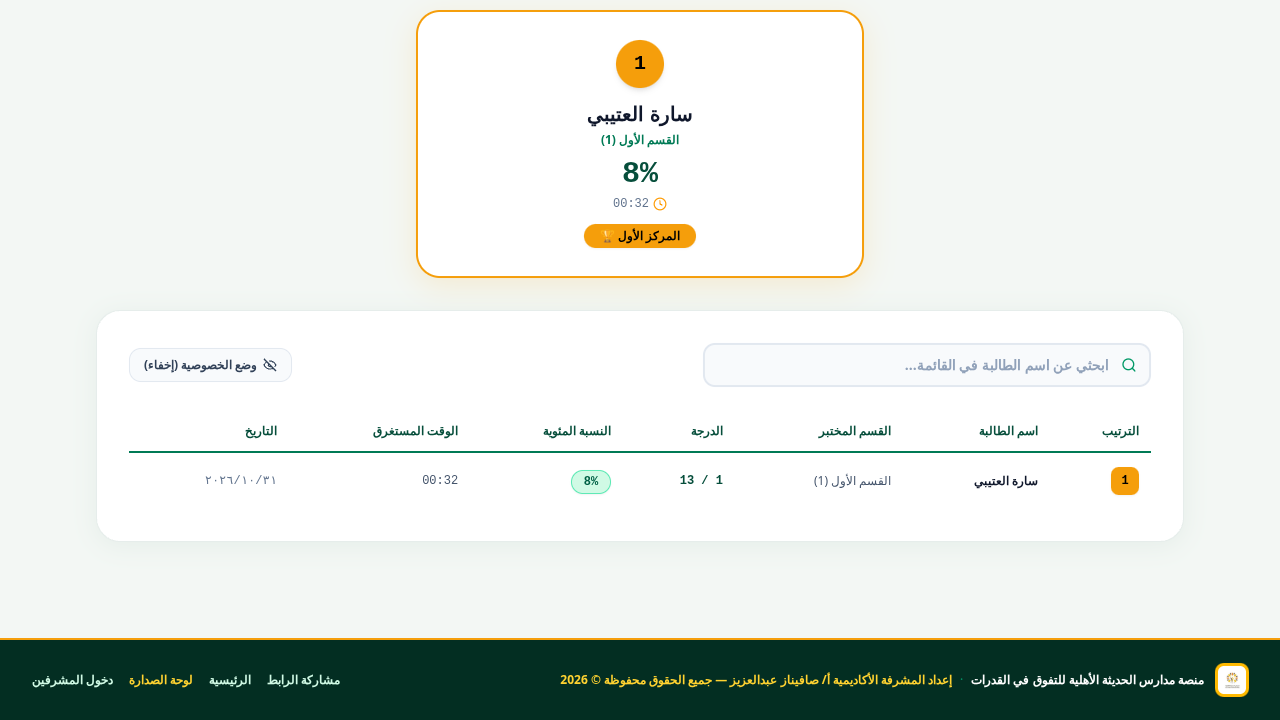 1
سارة العتيبي
القسم الأول (1)
8%
00:32
المركز الأول 🏆
ابحثي عن اسم الطالبة في القائمة...
وضع الخصوصية (إخفاء)
الترتيب اسم الطالبة القسم المختبر الدرجة النسبة المئوية الوقت المستغرق التاريخ
1 سارة العتيبي القسم الأول (1) 1 / 13 8% 00:32 ٢٠٢٦/١٠/٣١
منصة مدارس الحديثة الأهلية للتفوق في القدرات · إعداد المشرفة الأكاديمية أ/ صافيناز عبدالعزيز — جميع الحقوق محفوظة © 2026
مشاركة الرابط الرئيسية لوحة الصدارة دخول المشرفين